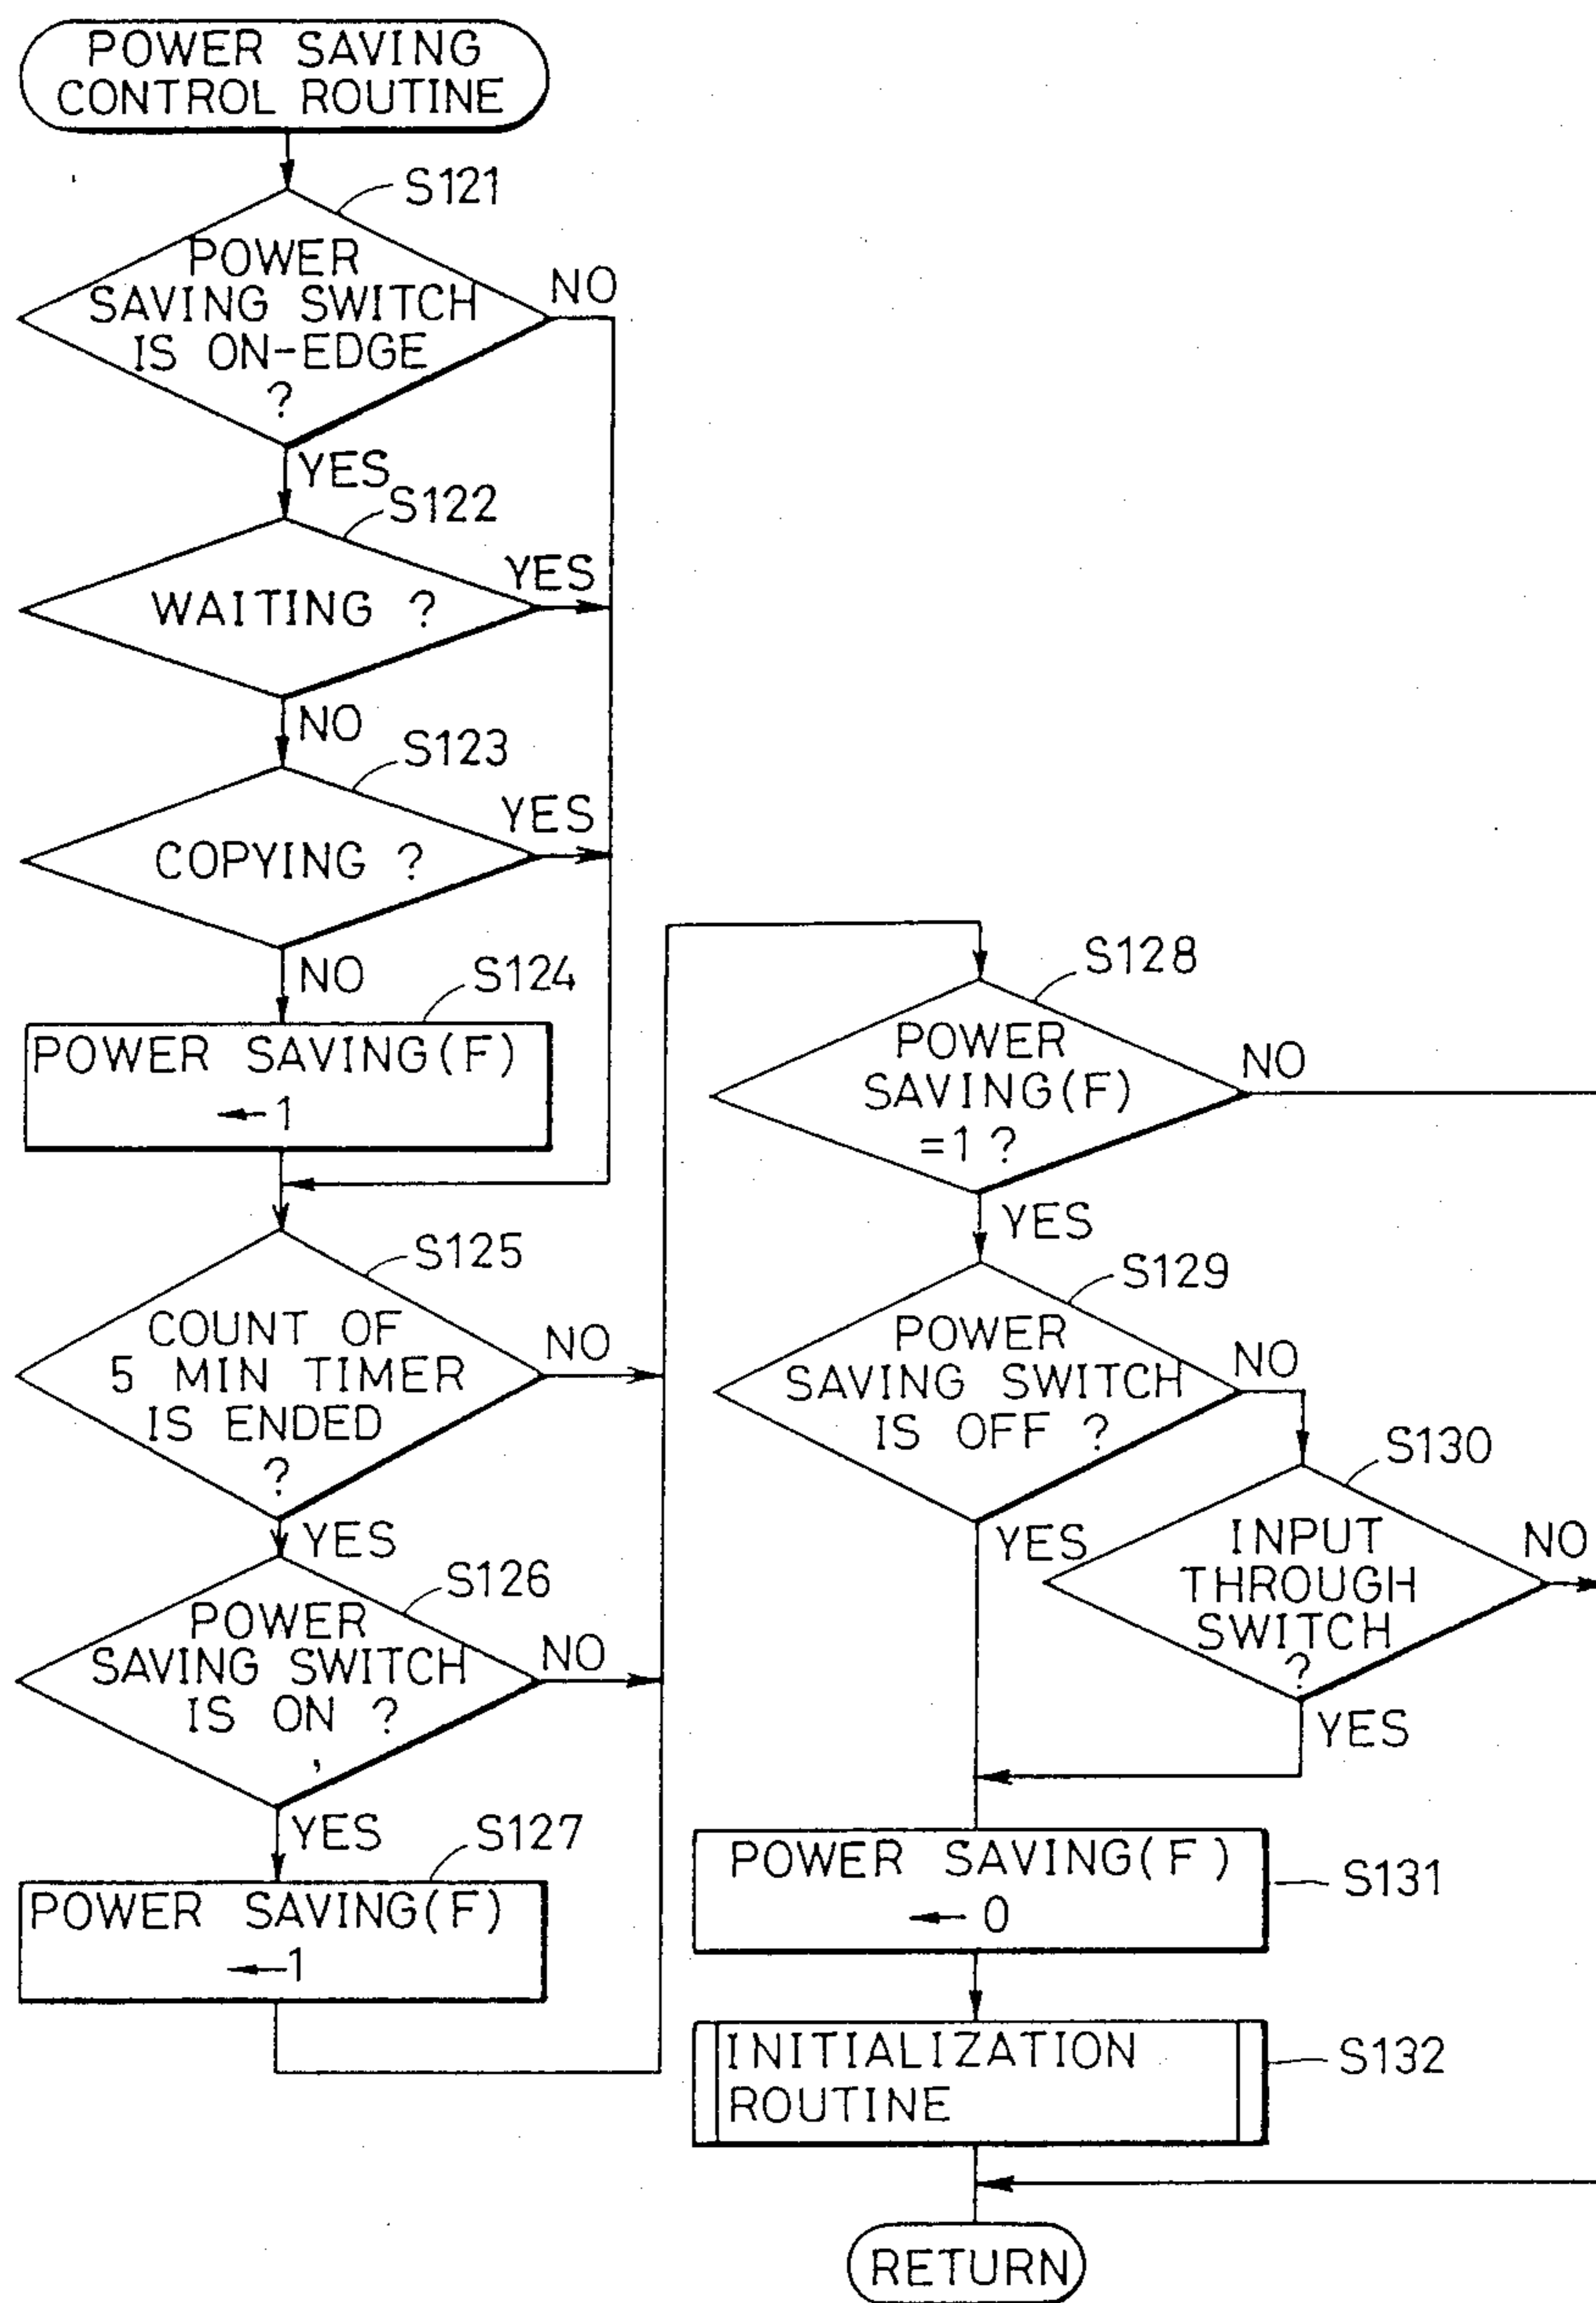 POWER SAVING
CONTROL ROUTINE
S121
POWER
SAVING SWITCH
IS ON-EDGE
?
NO
YES
S122
WAITING ?
YES
NO
S123
COPYING ?
YES
NO
S124
POWER SAVING(F)
←1
S125
COUNT OF
5 MIN TIMER
IS ENDED
?
NO
YES
S126
POWER
SAVING SWITCH
IS ON ?
NO
YES
S127
POWER SAVING(F)
←1
S128
POWER
SAVING(F)
=1 ?
NO
YES
S129
POWER
SAVING SWITCH
IS OFF ?
NO
YES
S130
INPUT
THROUGH
SWITCH
?
NO
YES
POWER SAVING(F)
←0
S131
INITIALIZATION
ROUTINE
S132
RETURN